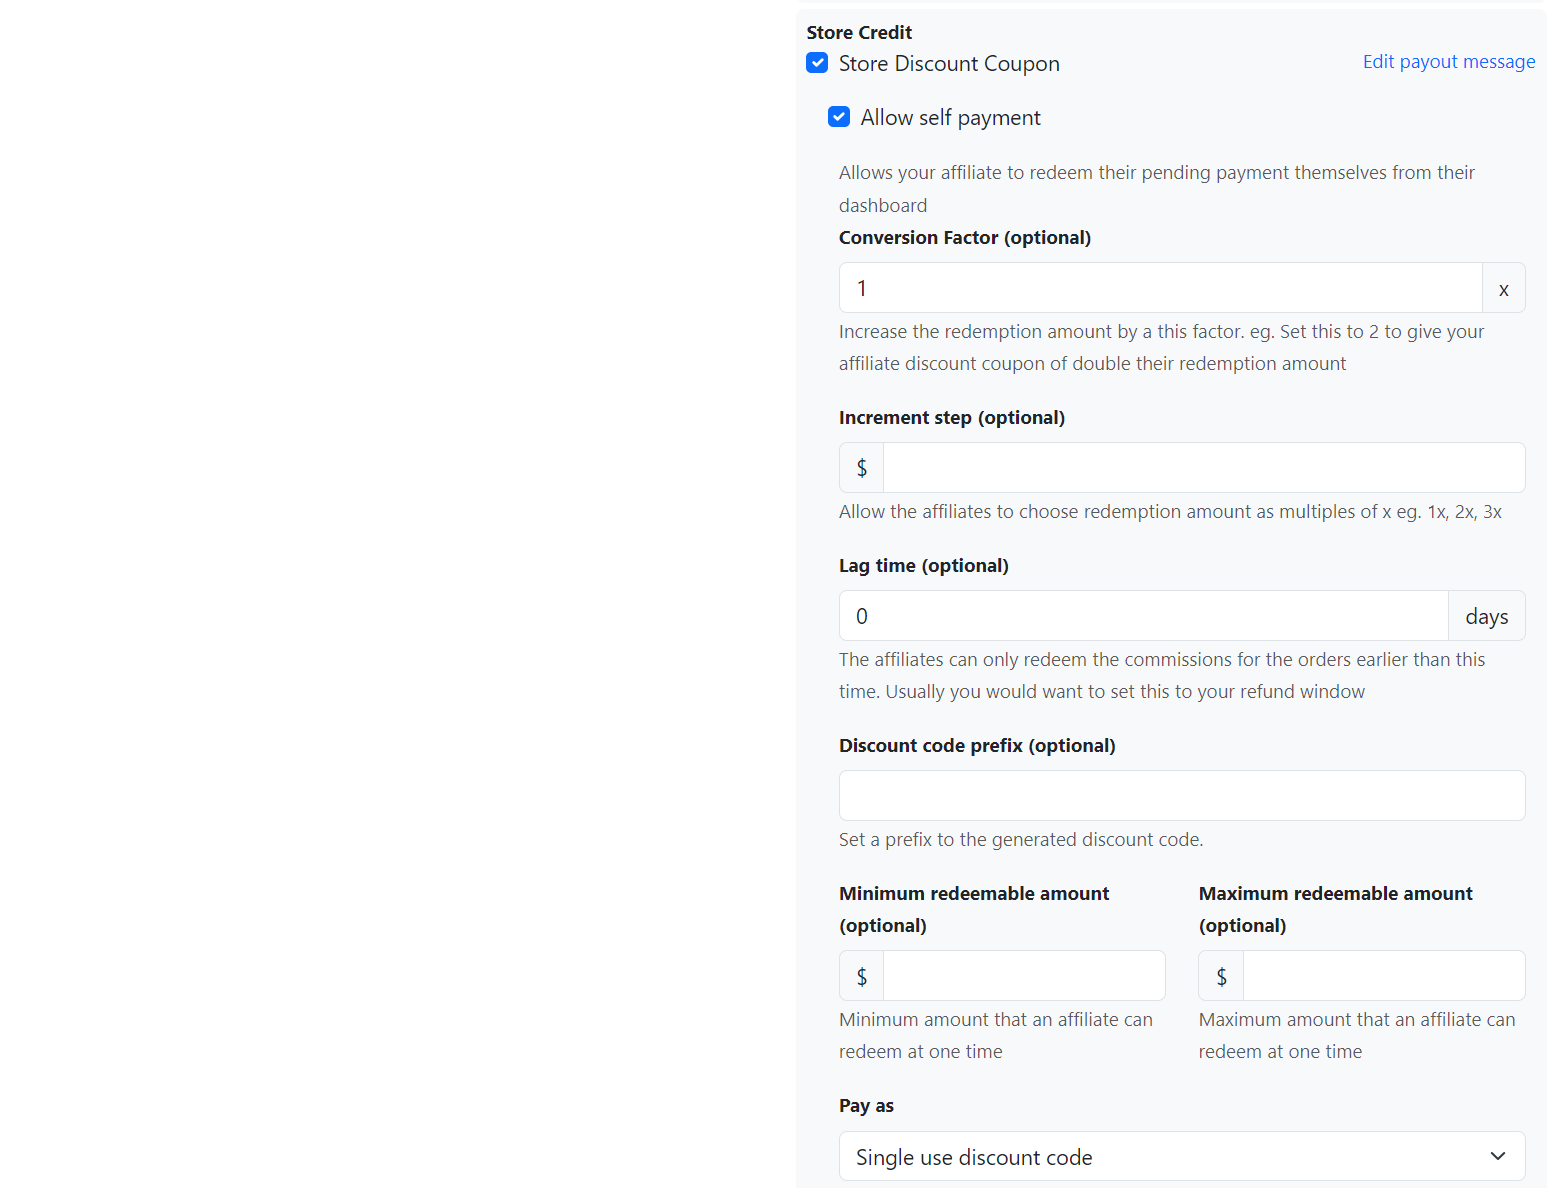 Store Credit
Store Discount Coupon
Edit payout message
Allow self payment
Allows your affiliate to redeem their pending payment themselves from their
dashboard
Conversion Factor (optional)
1
x
Increase the redemption amount by a this factor. eg. Set this to 2 to give your
affiliate discount coupon of double their redemption amount
Increment step (optional)
$
Allow the affiliates to choose redemption amount as multiples of x eg. 1x, 2x, 3x
Lag time (optional)
0
days
The affiliates can only redeem the commissions for the orders earlier than this
time. Usually you would want to set this to your refund window
Discount code prefix (optional)
Set a prefix to the generated discount code.
Minimum redeemable amount
(optional)
$
Minimum amount that an affiliate can
redeem at one time
Maximum redeemable amount
(optional)
$
Maximum amount that an affiliate can
redeem at one time
Pay as
Single use discount code